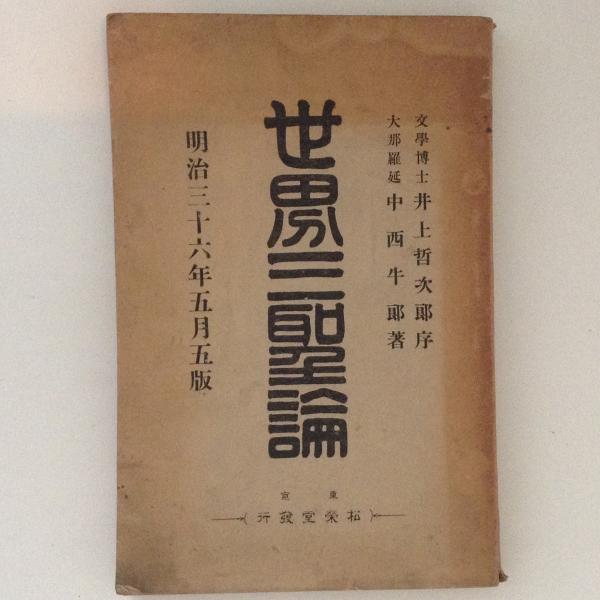 文學博士 井上哲次郞序
大那羅延 中西牛郞著
世界三聖論
明治三十六年五月五版
東京
松榮堂發行